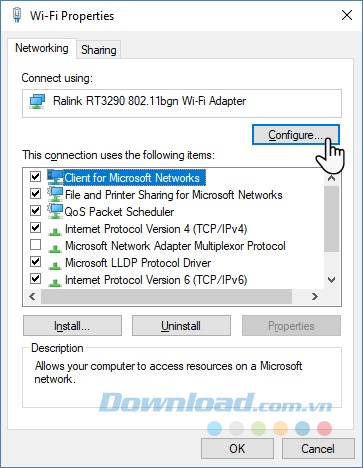 Wi-Fi Properties
Networking
Sharing
Connect using:
Ralink RT3290 802.11bgn Wi-Fi Adapter
Configure...
This connection uses the following items:
Client for Microsoft Networks
File and Printer Sharing for Microsoft Networks
QoS Packet Scheduler
Internet Protocol Version 4 (TCP/IPv4)
Microsoft Network Adapter Multiplexor Protocol
Microsoft LLDP Protocol Driver
Internet Protocol Version 6 (TCP/IPv6)
Install...
Uninstall
Properties
Description
Allows your computer to access resources on a Microsoft
network.
Download.com.vn
OK
Cancel